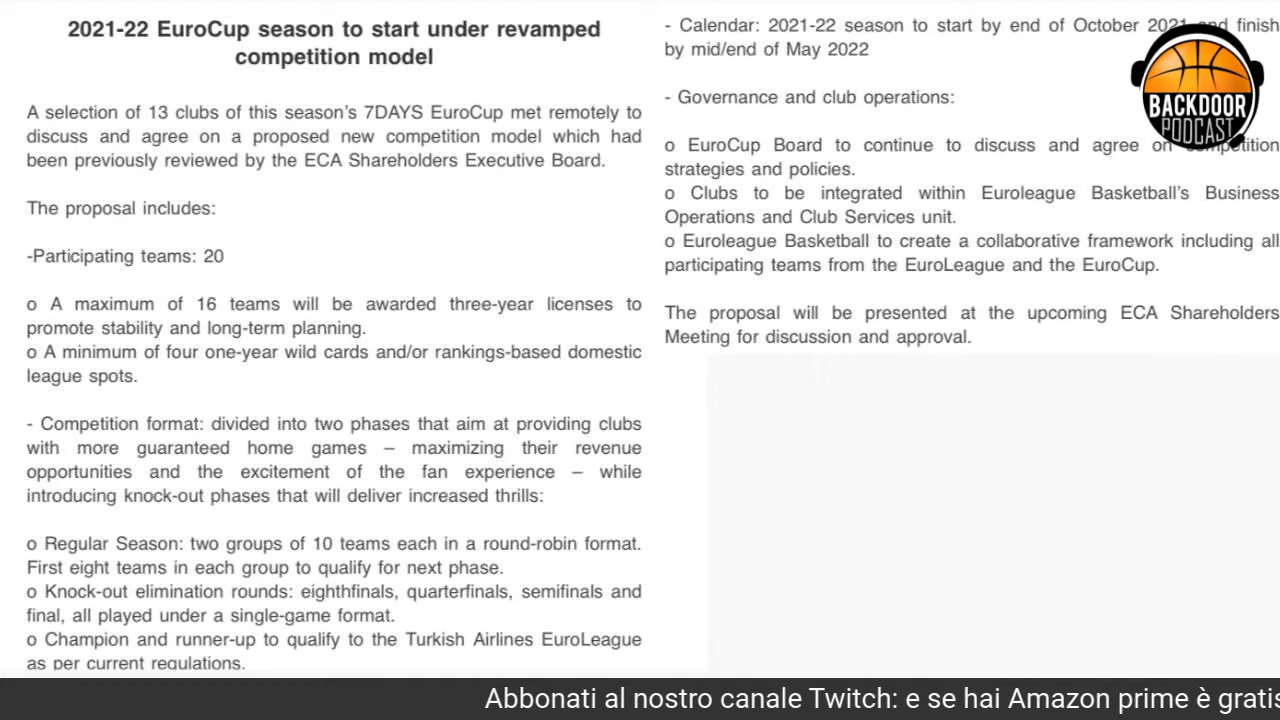 2021-22 EuroCup season to start under revamped
competition model
A selection of 13 clubs of this season's 7DAYS EuroCup met remotely to
discuss and agree on a proposed new competition model which had
been previously reviewed by the ECA Shareholders Executive Board.
The proposal includes:
-Participating teams: 20
o A maximum of 16 teams will be awarded three-year licenses to
promote stability and long-term planning.
o A minimum of four one-year wild cards and/or rankings-based domestic
league spots.
- Competition format: divided into two phases that aim at providing clubs
with more guaranteed home games – maximizing their revenue
opportunities and the excitement of the fan experience – while
introducing knock-out phases that will deliver increased thrills:
o Regular Season: two groups of 10 teams each in a round-robin format.
First eight teams in each group to qualify for next phase.
o Knock-out elimination rounds: eighthfinals, quarterfinals, semifinals and
final, all played under a single-game format.
o Champion and runner-up to qualify to the Turkish Airlines EuroLeague
as per current regulations.
- Calendar: 2021-22 season to start by end of October 2021 and finish
by mid/end of May 2022
- Governance and club operations:
o EuroCup Board to continue to discuss and agree on competition
strategies and policies.
o Clubs to be integrated within Euroleague Basketball's Business
Operations and Club Services unit.
o Euroleague Basketball to create a collaborative framework including all
participating teams from the EuroLeague and the EuroCup.
The proposal will be presented at the upcoming ECA Shareholders
Meeting for discussion and approval.
BACKDOOR
PODCAST
Abbonati al nostro canale Twitch: e se hai Amazon prime è gratis